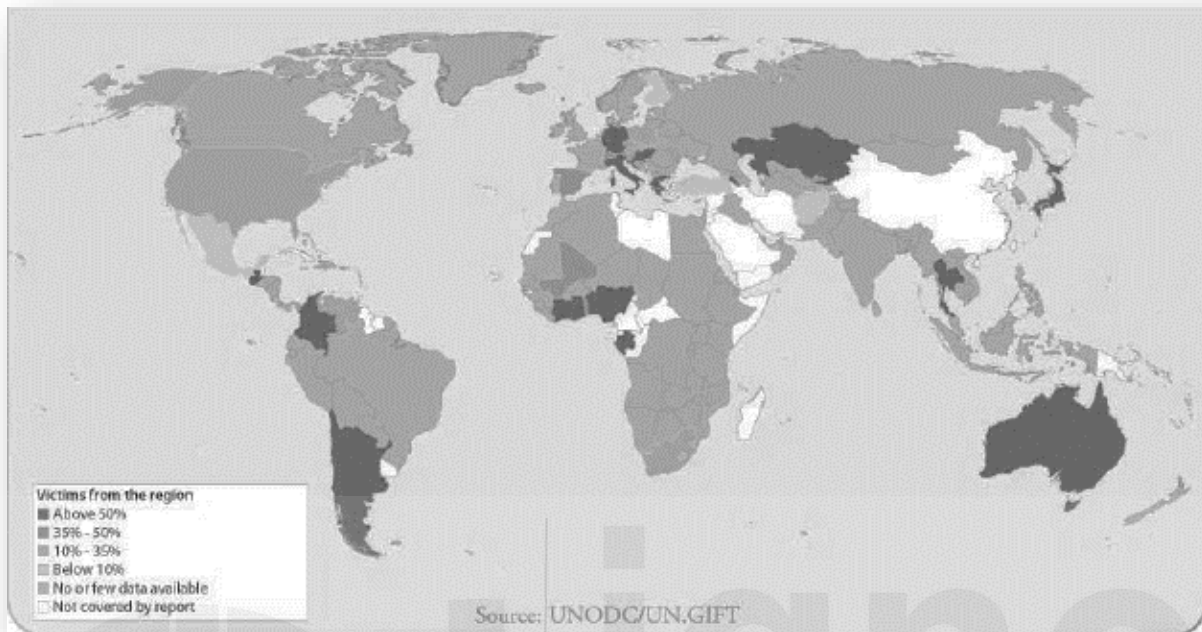 Victims from the region
Above 50%
35% - 50%
10% - 35%
Below 10%
No or few data available
Not covered by report
Source: UNODC/UN.GIFT